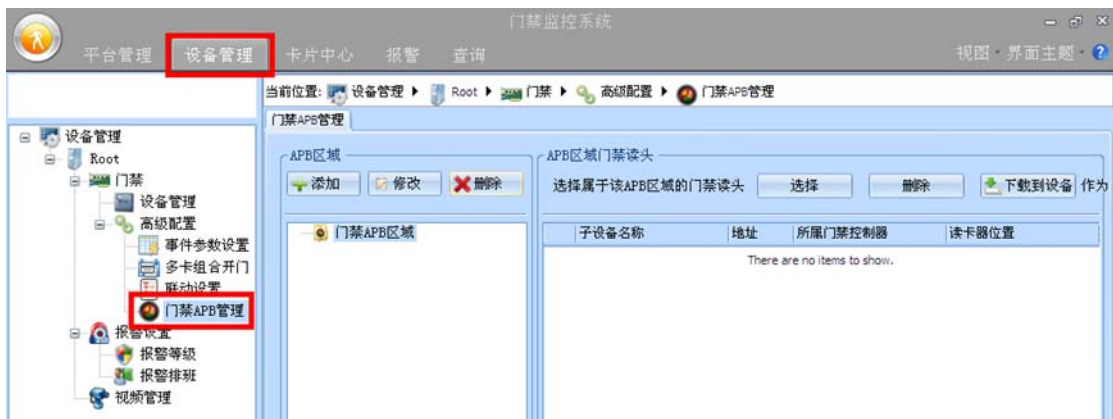 门禁监控系统
平台管理 设备管理 卡片中心 报警 查询 视图 界面主题
当前位置: 设备管理 Root 门禁 高级配置 门禁APB管理
门禁APB管理
设备管理
Root
门禁
设备管理
高级配置
事件参数设置
多卡组合开门
联动设置
门禁APB管理
报警设置
报警等级
报警排班
视频管理
APB区域
添加 修改 删除
门禁APB区域
APB区域门禁读头
选择属于该APB区域的门禁读头 选择 删除 下载到设备 作为
子设备名称 地址 所属门禁控制器 读卡器位置
There are no items to show.